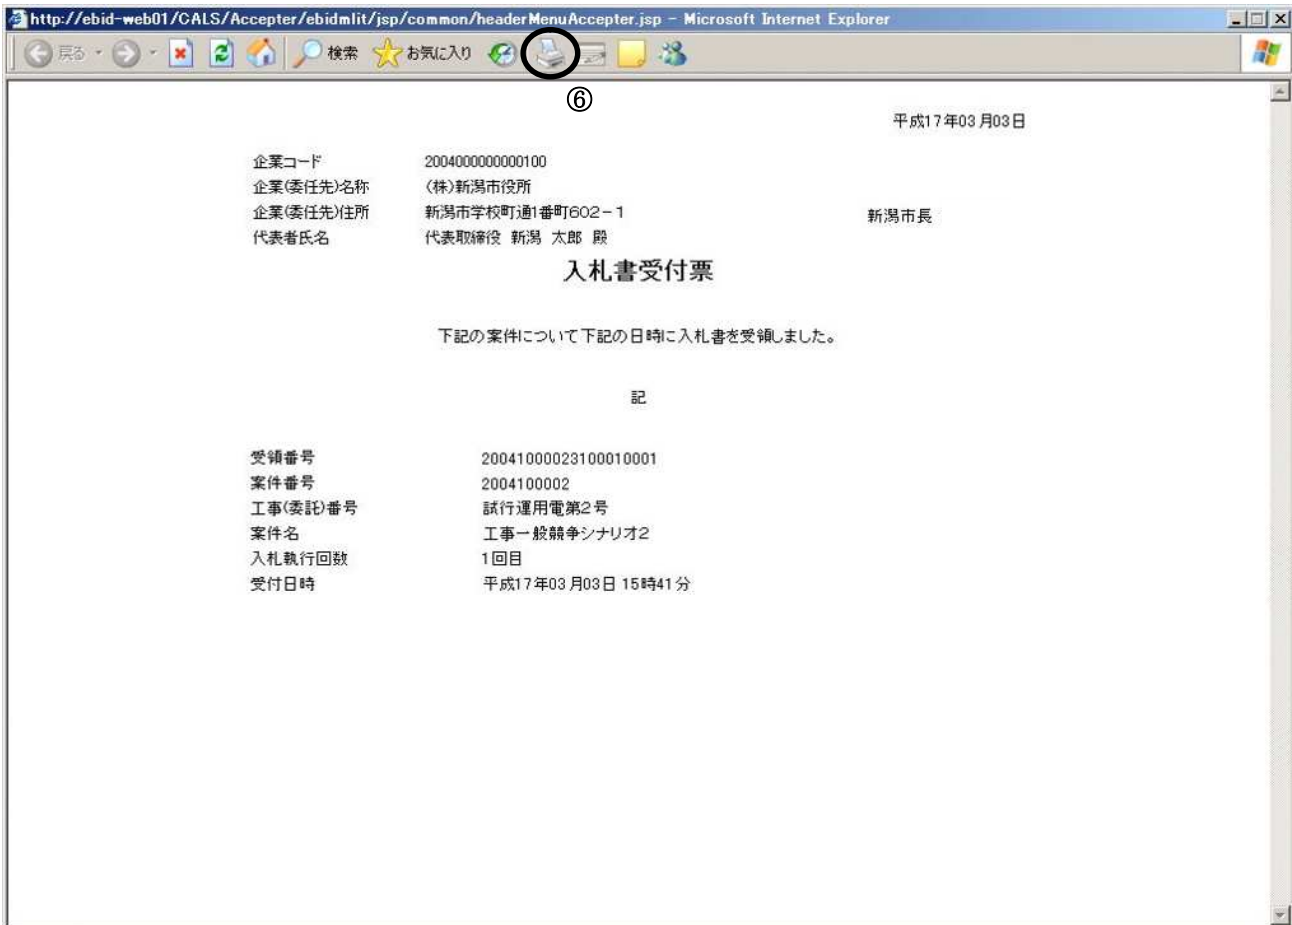 http://ebid-web01/CALS/Accepter/ebidmlit/jsp/common/headerMenuAccepter.jsp - Microsoft Internet Explorer
戻る 検索 お気に入り
⑥
平成17年03月03日
企業コード 2004000000000100
企業(委任先)名称 (株)新潟市役所
企業(委任先)住所 新潟市学校町通1番町602-1
新潟市長
代表者氏名 代表取締役 新潟 太郎 殿
入札書受付票
下記の案件について下記の日時に入札書を受領しました。
記
受領番号 20041000023100010001
案件番号 2004100002
工事(委託)番号 試行運用電第2号
案件名 工事一般競争シナリオ2
入札執行回数 1回目
受付日時 平成17年03月03日 15時41分